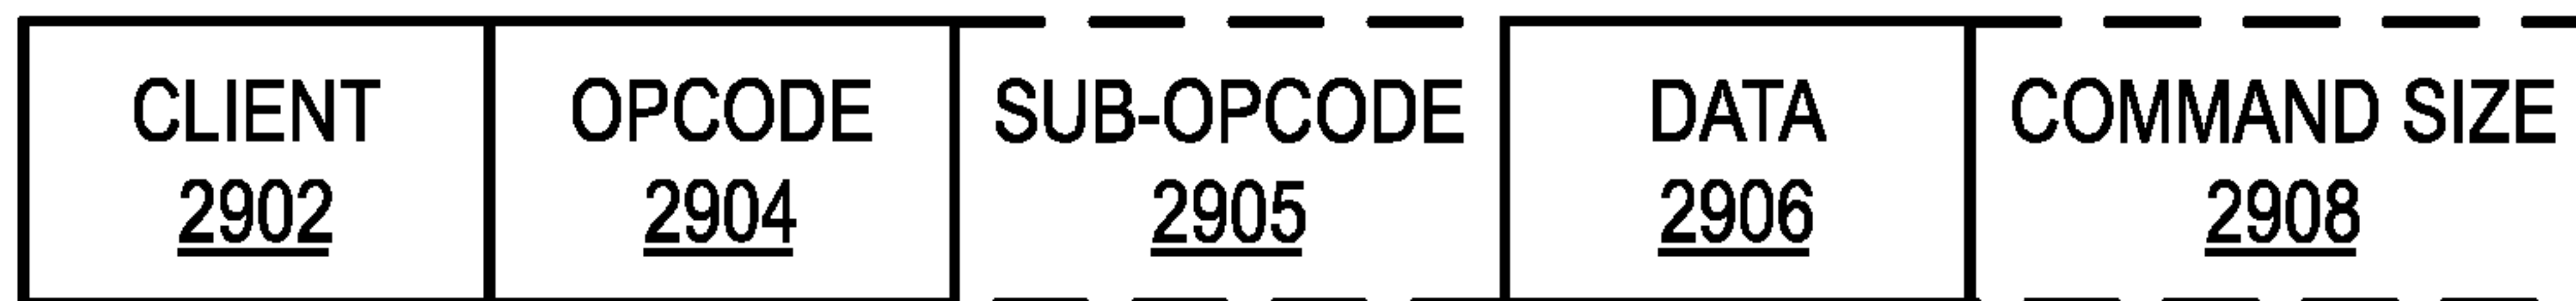 CLIENT OPCODE SUB-OPCODE DATA COMMAND SIZE
2902 2904 2905 2906 2908